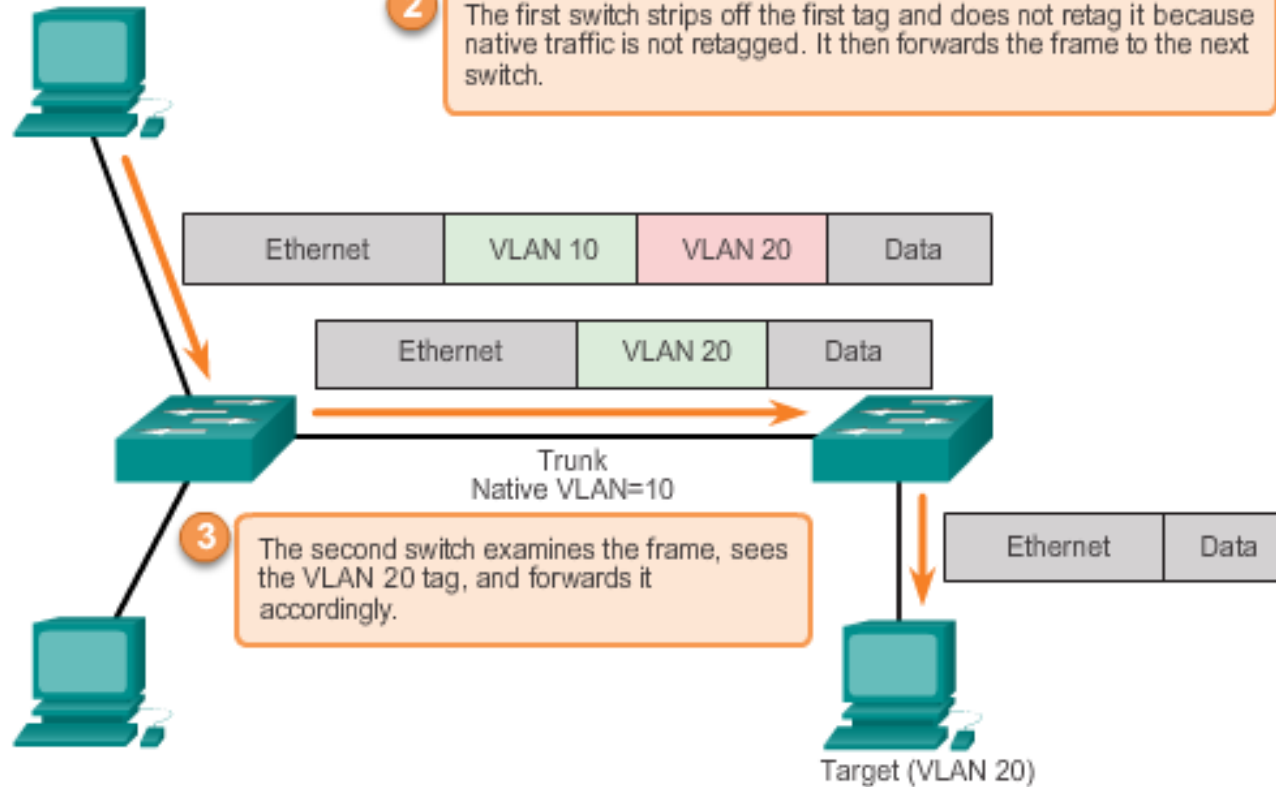 2
The first switch strips off the first tag and does not retag it because
native traffic is not retagged. It then forwards the frame to the next
switch.
Ethernet VLAN 10 VLAN 20 Data
Ethernet VLAN 20 Data
Trunk
Native VLAN=10
3
The second switch examines the frame, sees
the VLAN 20 tag, and forwards it
accordingly.
Ethernet Data
Target (VLAN 20)